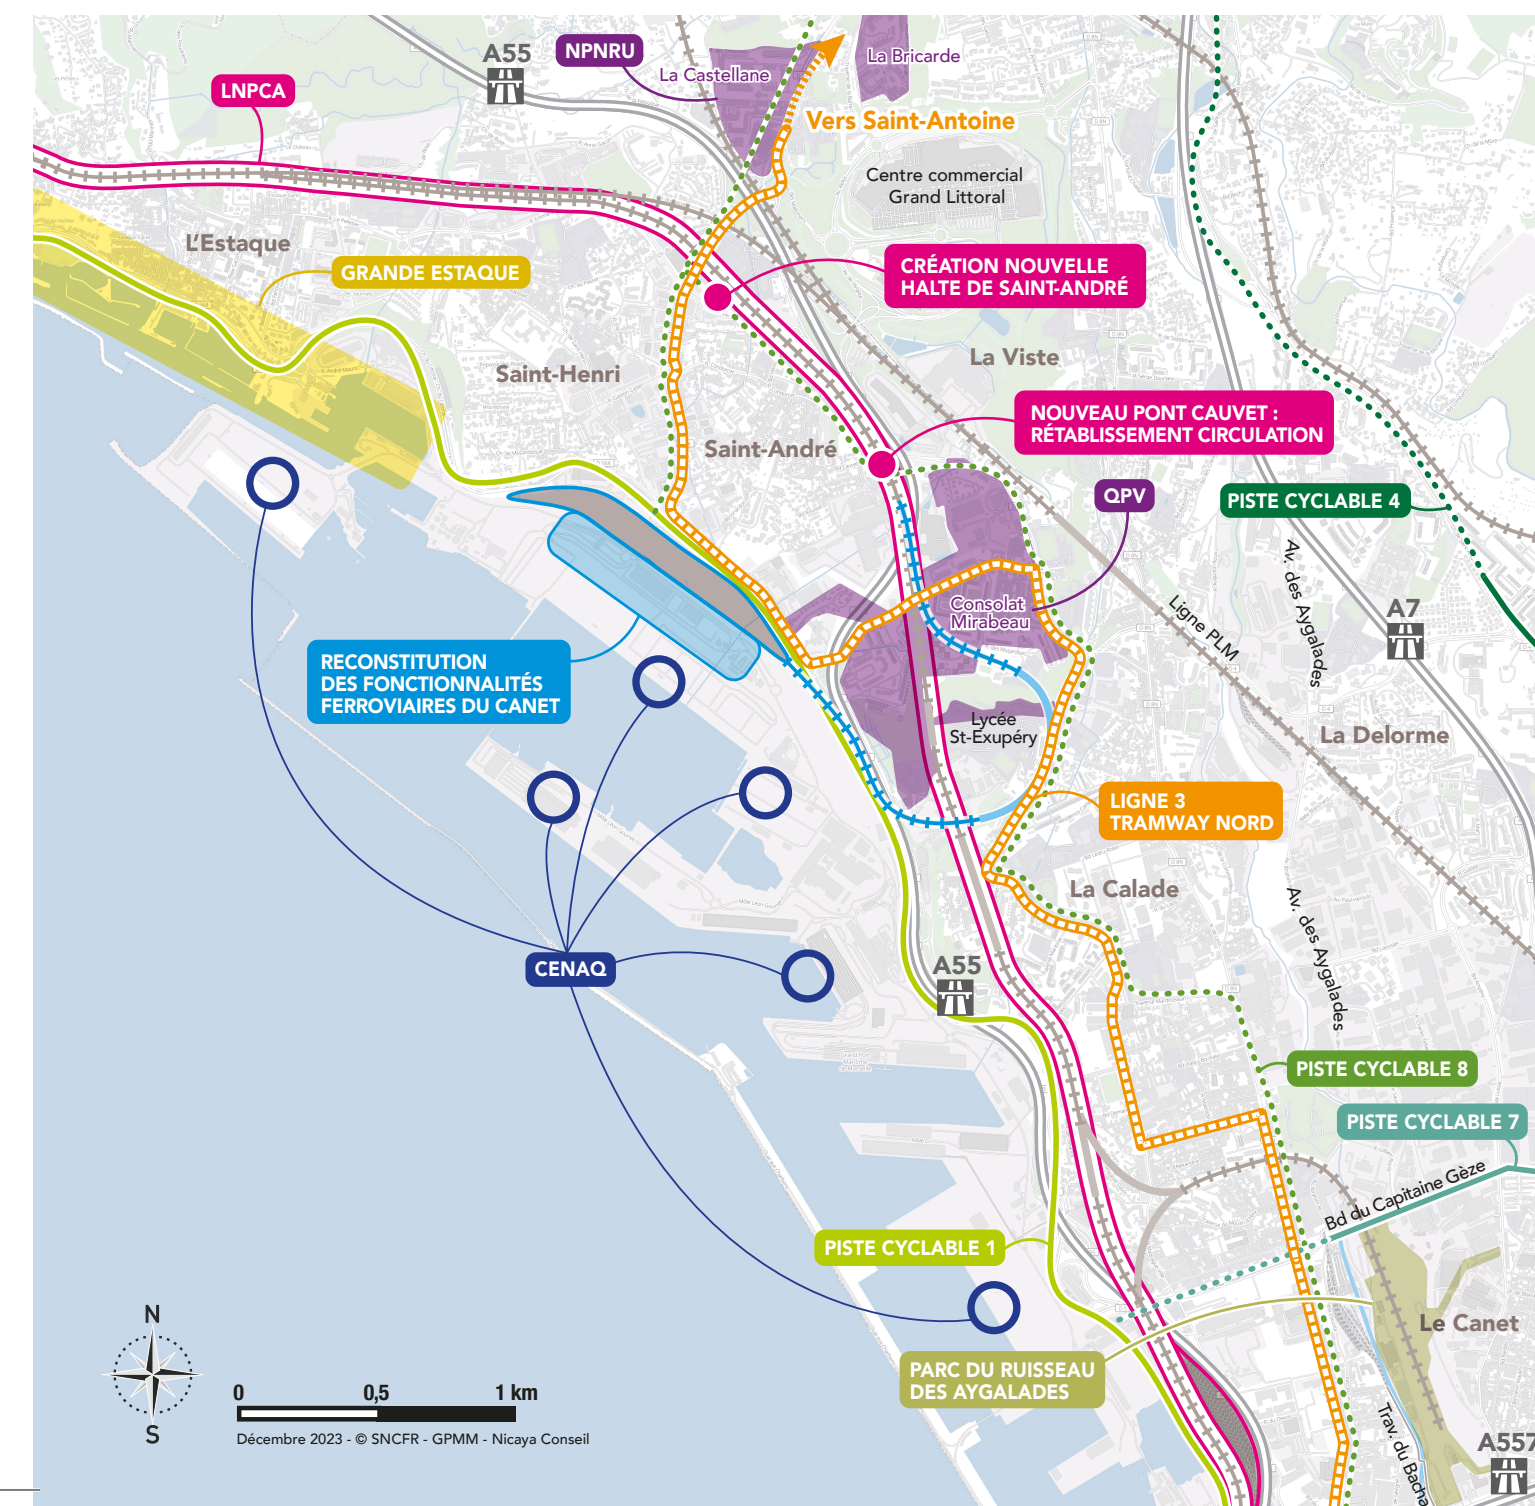 A55
NPNRU
La Castellane
La Bricarde
LNPCA
Vers Saint-Antoine
Centre commercial
Grand Littoral
L'Estaque
GRANDE ESTAQUE
CRÉATION NOUVELLE
HALTE DE SAINT-ANDRÉ
La Viste
Saint-Henri
NOUVEAU PONT CAUVET :
RÉTABLISSEMENT CIRCULATION
Saint-André
QPV
PISTE CYCLABLE 4
Av. des Aygalades
Consolat
Mirabeau
Ligne PLM
A7
RECONSTITUTION
DES FONCTIONNALITÉS
FERROVIAIRES DU CANET
Lycée
St-Exupéry
La Delorme
LIGNE 3
TRAMWAY NORD
La Calade
Av. des Aygalades
CENAQ
A55
PISTE CYCLABLE 8
PISTE CYCLABLE 7
Bd du Capitaine Gèze
PISTE CYCLABLE 1
Le Canet
PARC DU RUISSEAU
DES AYGALADES
Trav. du Bacha
A557
N
S
0 0,5 1 km
Décembre 2023 - © SNCFR - GPMM - Nicaya Conseil